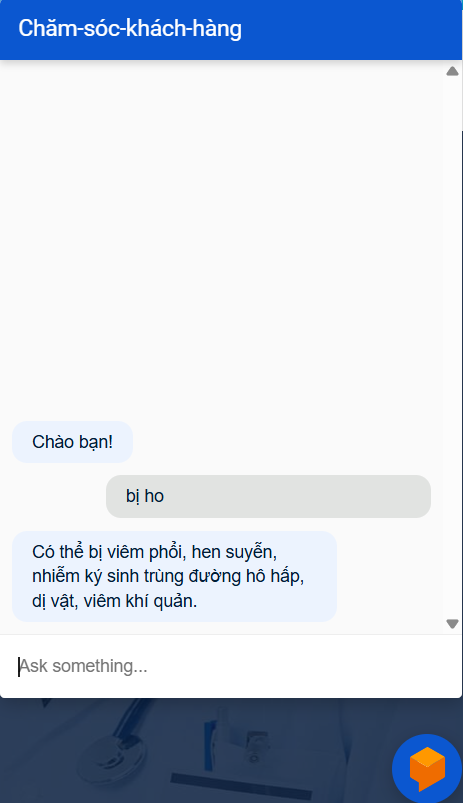 Chăm-sóc-khách-hàng
Chào bạn!
bị ho
Có thể bị viêm phổi, hen suyễn,
nhiễm ký sinh trùng đường hô hấp,
dị vật, viêm khí quản.
Ask something...